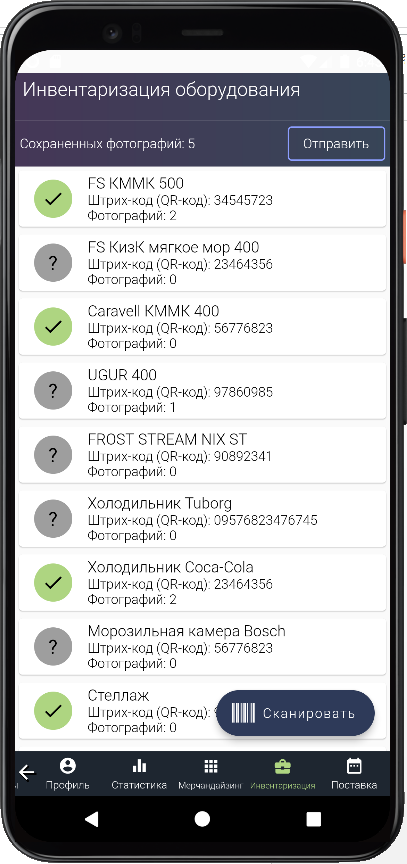 Инвентаризация оборудования
Сохраненных фотографий: 5
Отправить
FS КММК 500
Штрих-код (QR-код): 34545723
Фотографий: 2
FS КизК мягкое мор 400
Штрих-код (QR-код): 23464356
Фотографий: 0
Caravell КММК 400
Штрих-код (QR-код): 56776823
Фотографий: 0
UGUR 400
Штрих-код (QR-код): 97860985
Фотографий: 1
FROST STREAM NIX ST
Штрих-код (QR-код): 90892341
Фотографий: 0
Холодильник Tuborg
Штрих-код (QR-код): 09576823476745
Фотографий: 0
Холодильник Coca-Cola
Штрих-код (QR-код): 23464356
Фотографий: 2
Морозильная камера Bosch
Штрих-код (QR-код): 56776823
Фотографий: 0
Стеллаж
Штрих-код (QR-код):
Фотографий: 0
Сканировать
Профиль
Статистика
Мерчандайзинг
Инвентаризация
Поставка